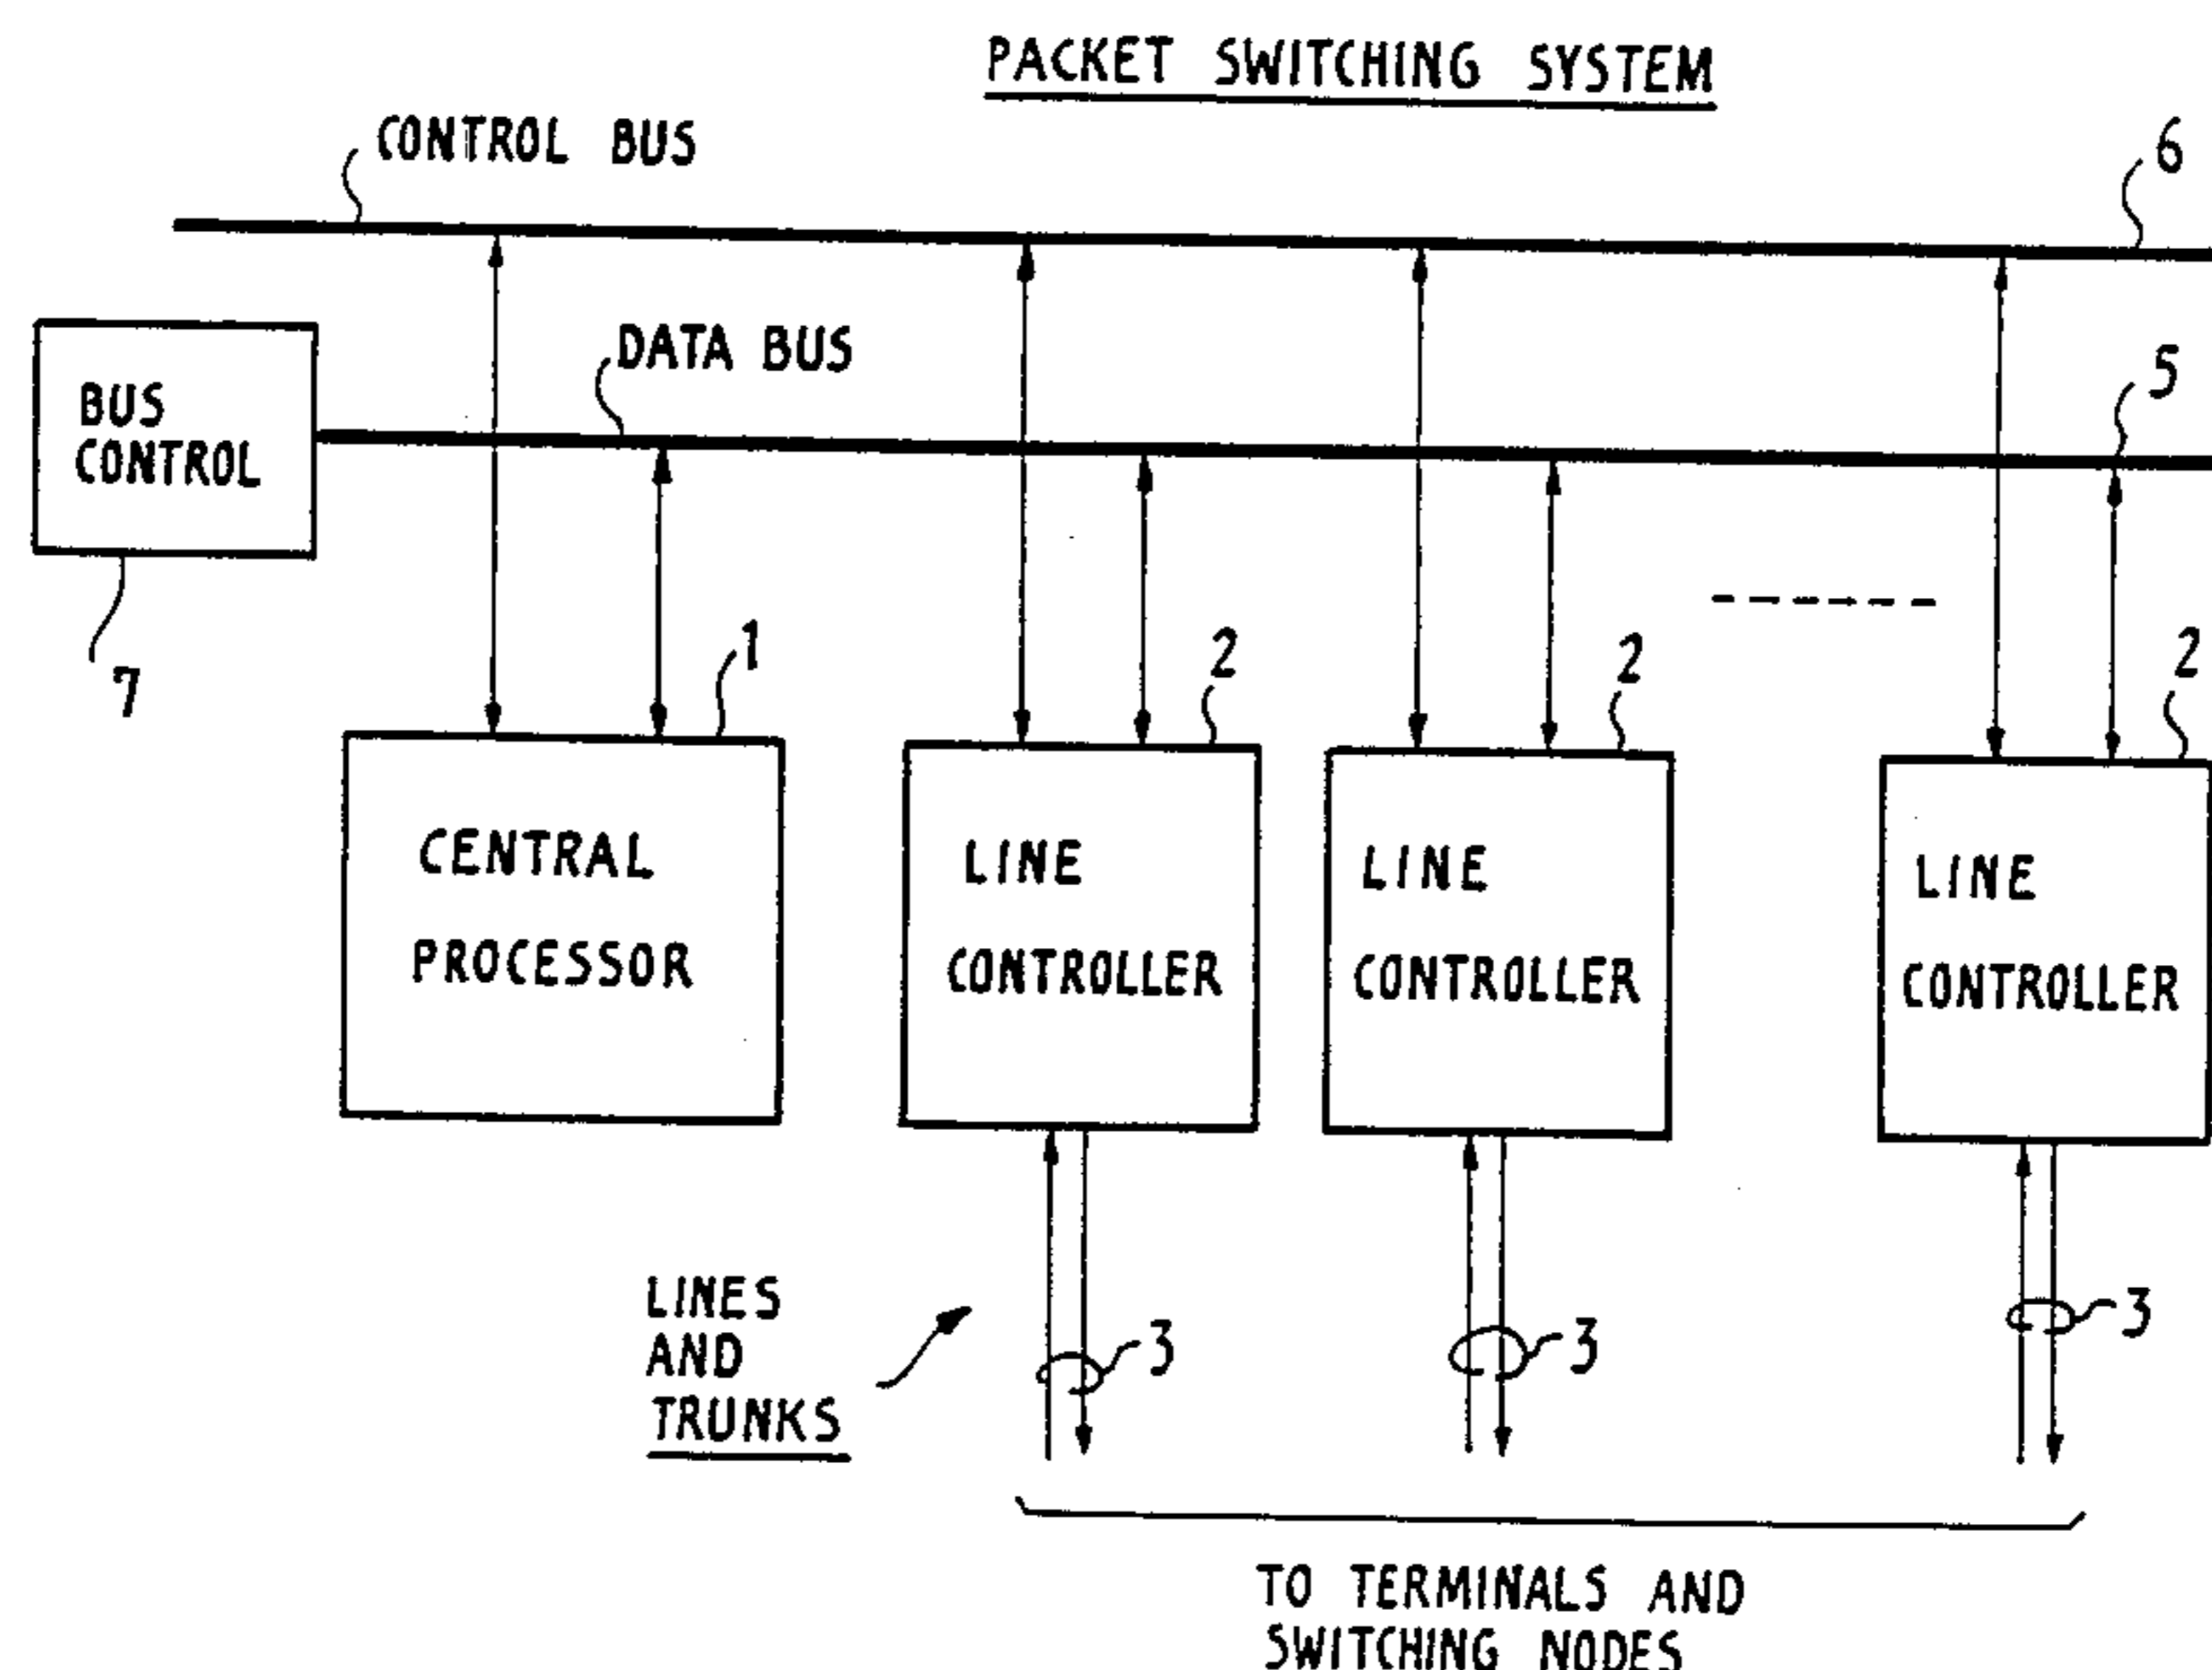 PACKET SWITCHING SYSTEM
CONTROL BUS
6
DATA BUS
5
BUS
CONTROL
7
1
2
2
2
CENTRAL
PROCESSOR
LINE
CONTROLLER
LINE
CONTROLLER
LINE
CONTROLLER
LINES
AND
TRUNKS
3
3
3
TO TERMINALS AND
SWITCHING NODES